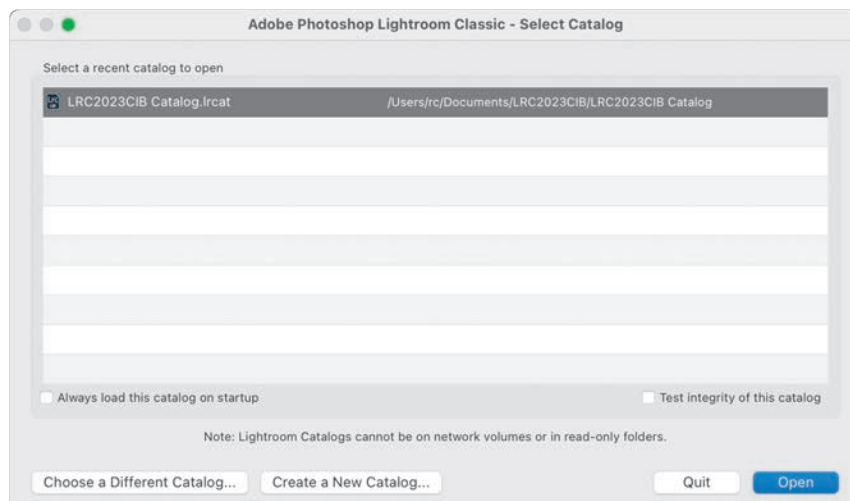 Adobe Photoshop Lightroom Classic - Select Catalog
Select a recent catalog to open
LRC2023CIB Catalog.lrcat /Users/rc/Documents/LRC2023CIB/LRC2023CIB Catalog
Always load this catalog on startup Test integrity of this catalog
Note: Lightroom Catalogs cannot be on network volumes or in read-only folders.
Choose a Different Catalog... Create a New Catalog... Quit Open